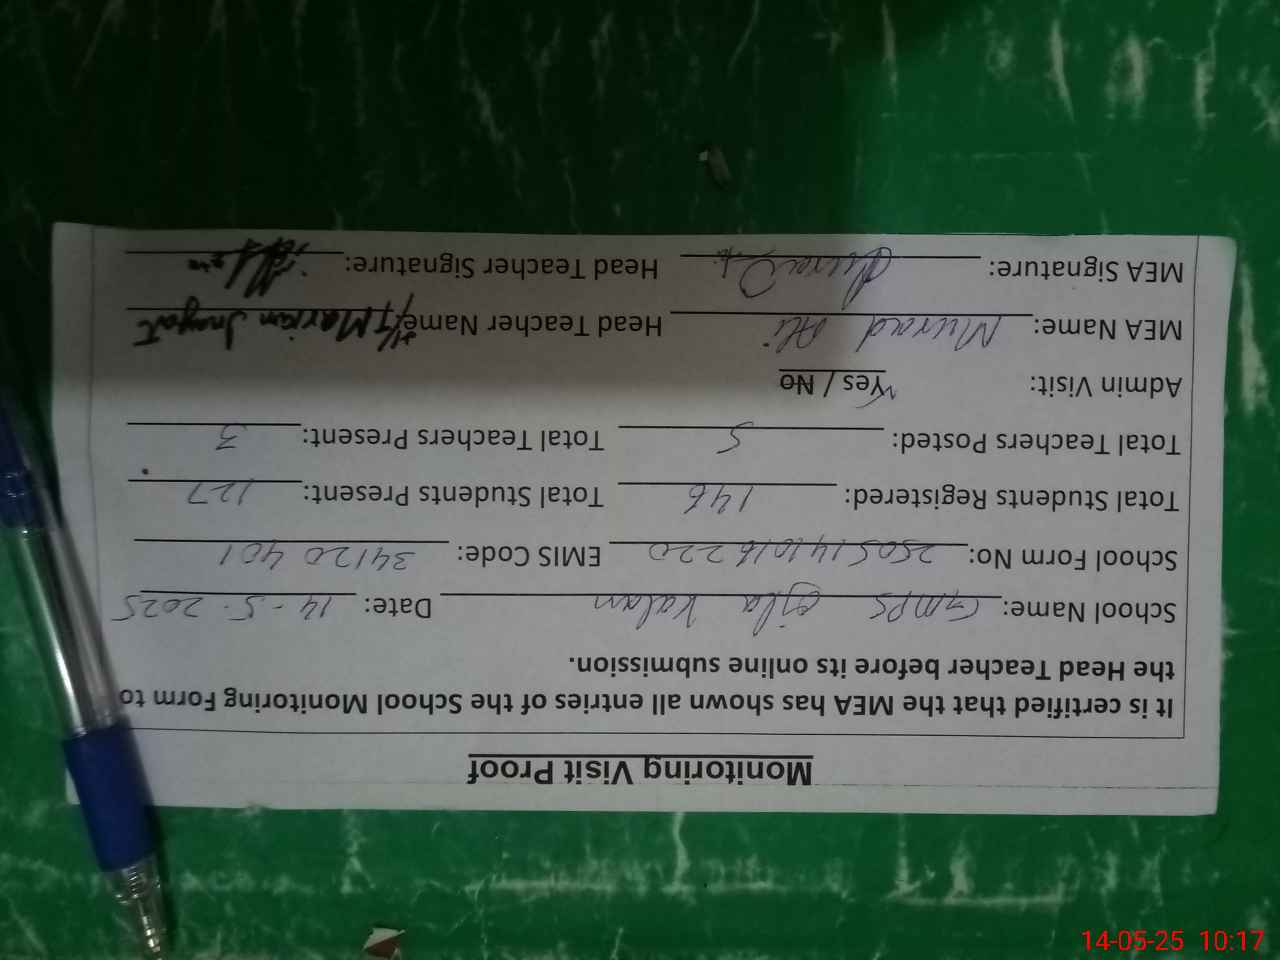 Monitoring Visit Proof
It is certified that the MEA has shown all entries of the School Monitoring Form to
the Head Teacher before its online submission.
School Name: GMPS Ojla Kalan Date: 14-5-2025
School Form No: 2505141016220 EMIS Code: 34120401
Total Students Registered: 146 Total Students Present: 127
Total Teachers Posted: 5 Total Teachers Present: 3
Admin Visit: Yes / No
MEA Name: Murad Ali Head Teacher Name: Mariam Inayat
MEA Signature: Head Teacher Signature:
14-05-25 10:17